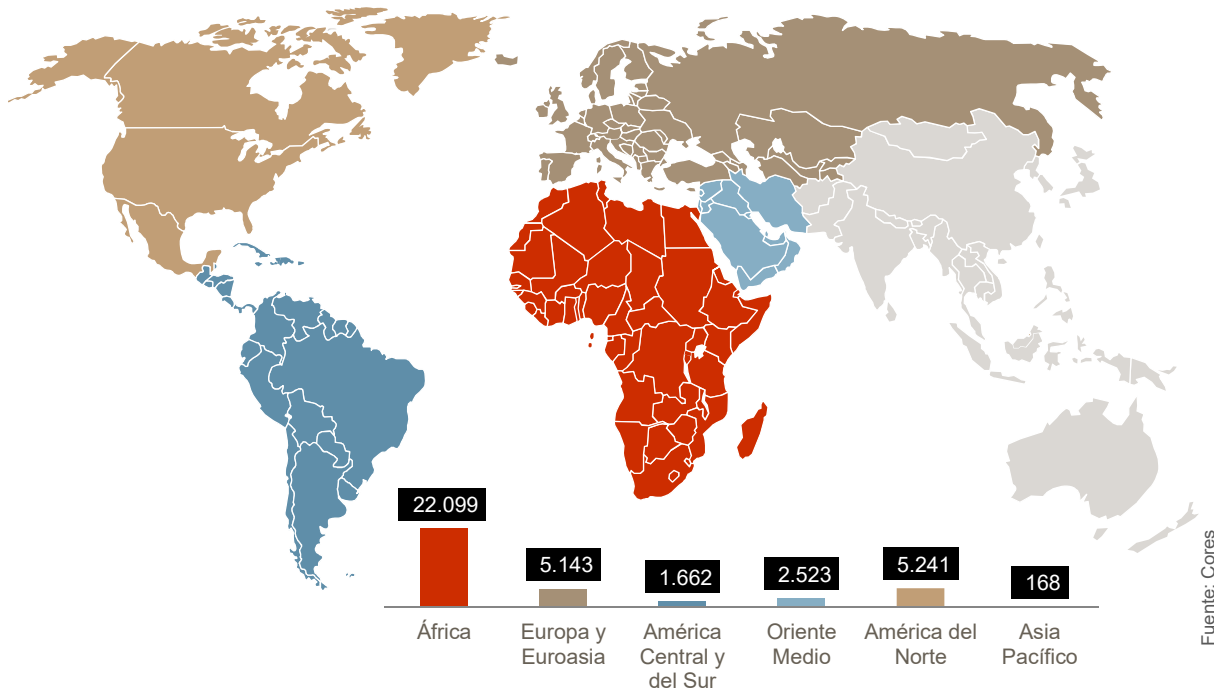 22.099
5.143
1.662
2.523
5.241
168
África
Europa y
Euroasia
América
Central y
del Sur
Oriente
Medio
América del
Norte
Asia
Pacífico
Fuente: Cores